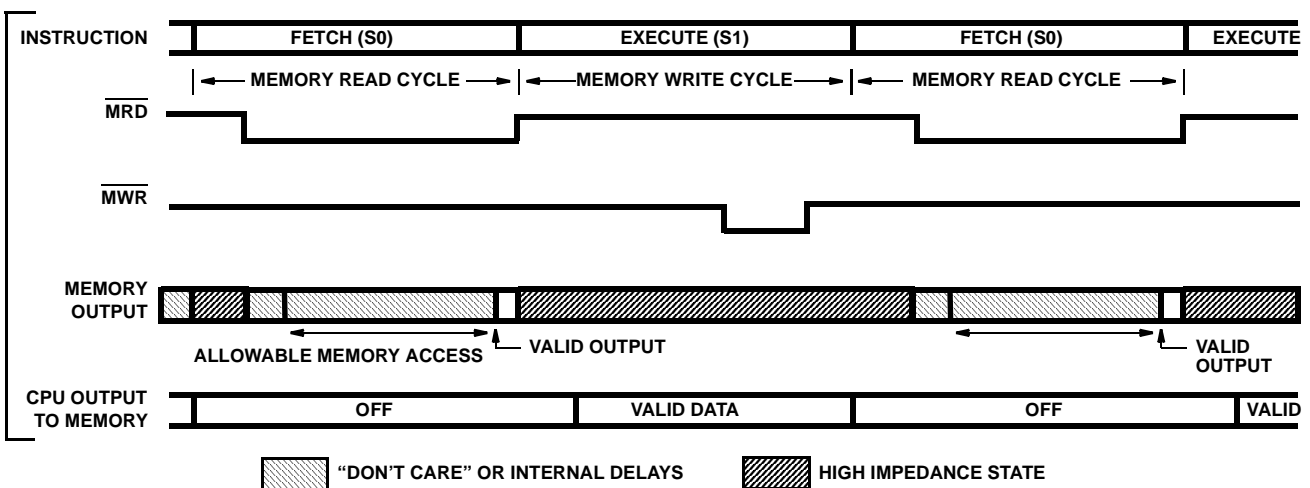 INSTRUCTION FETCH (S0) EXECUTE (S1) FETCH (S0) EXECUTE
MEMORY READ CYCLE MEMORY WRITE CYCLE MEMORY READ CYCLE
MRD
MWR
MEMORY
OUTPUT
ALLOWABLE MEMORY ACCESS VALID OUTPUT VALID
OUTPUT
CPU OUTPUT
TO MEMORY OFF VALID DATA OFF VALID
“DON'T CARE” OR INTERNAL DELAYS HIGH IMPEDANCE STATE